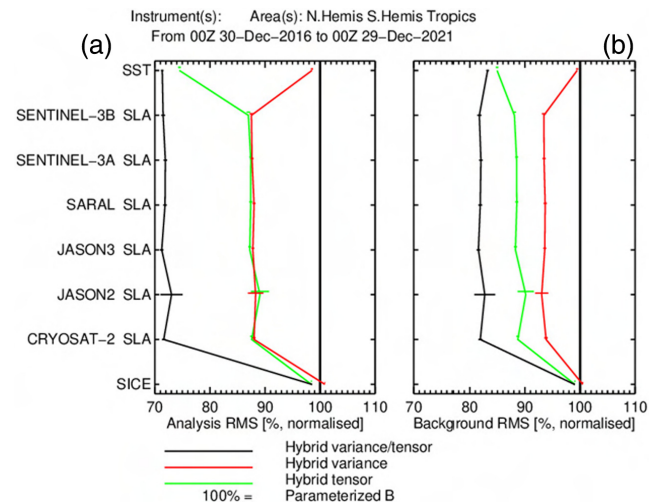 Instrument(s): Area(s): N.Hemis S.Hemis Tropics
From 00Z 30-Dec-2016 to 00Z 29-Dec-2021
(a)
(b)
SST
SENTINEL-3B SLA
SENTINEL-3A SLA
SARAL SLA
JASON3 SLA
JASON2 SLA
CRYOSAT-2 SLA
SICE
70 80 90 100 110
70 80 90 100 110
Analysis RMS [%, normalised]
Background RMS [%, normalised]
Hybrid variance/tensor
Hybrid variance
Hybrid tensor
100% = Parameterized B